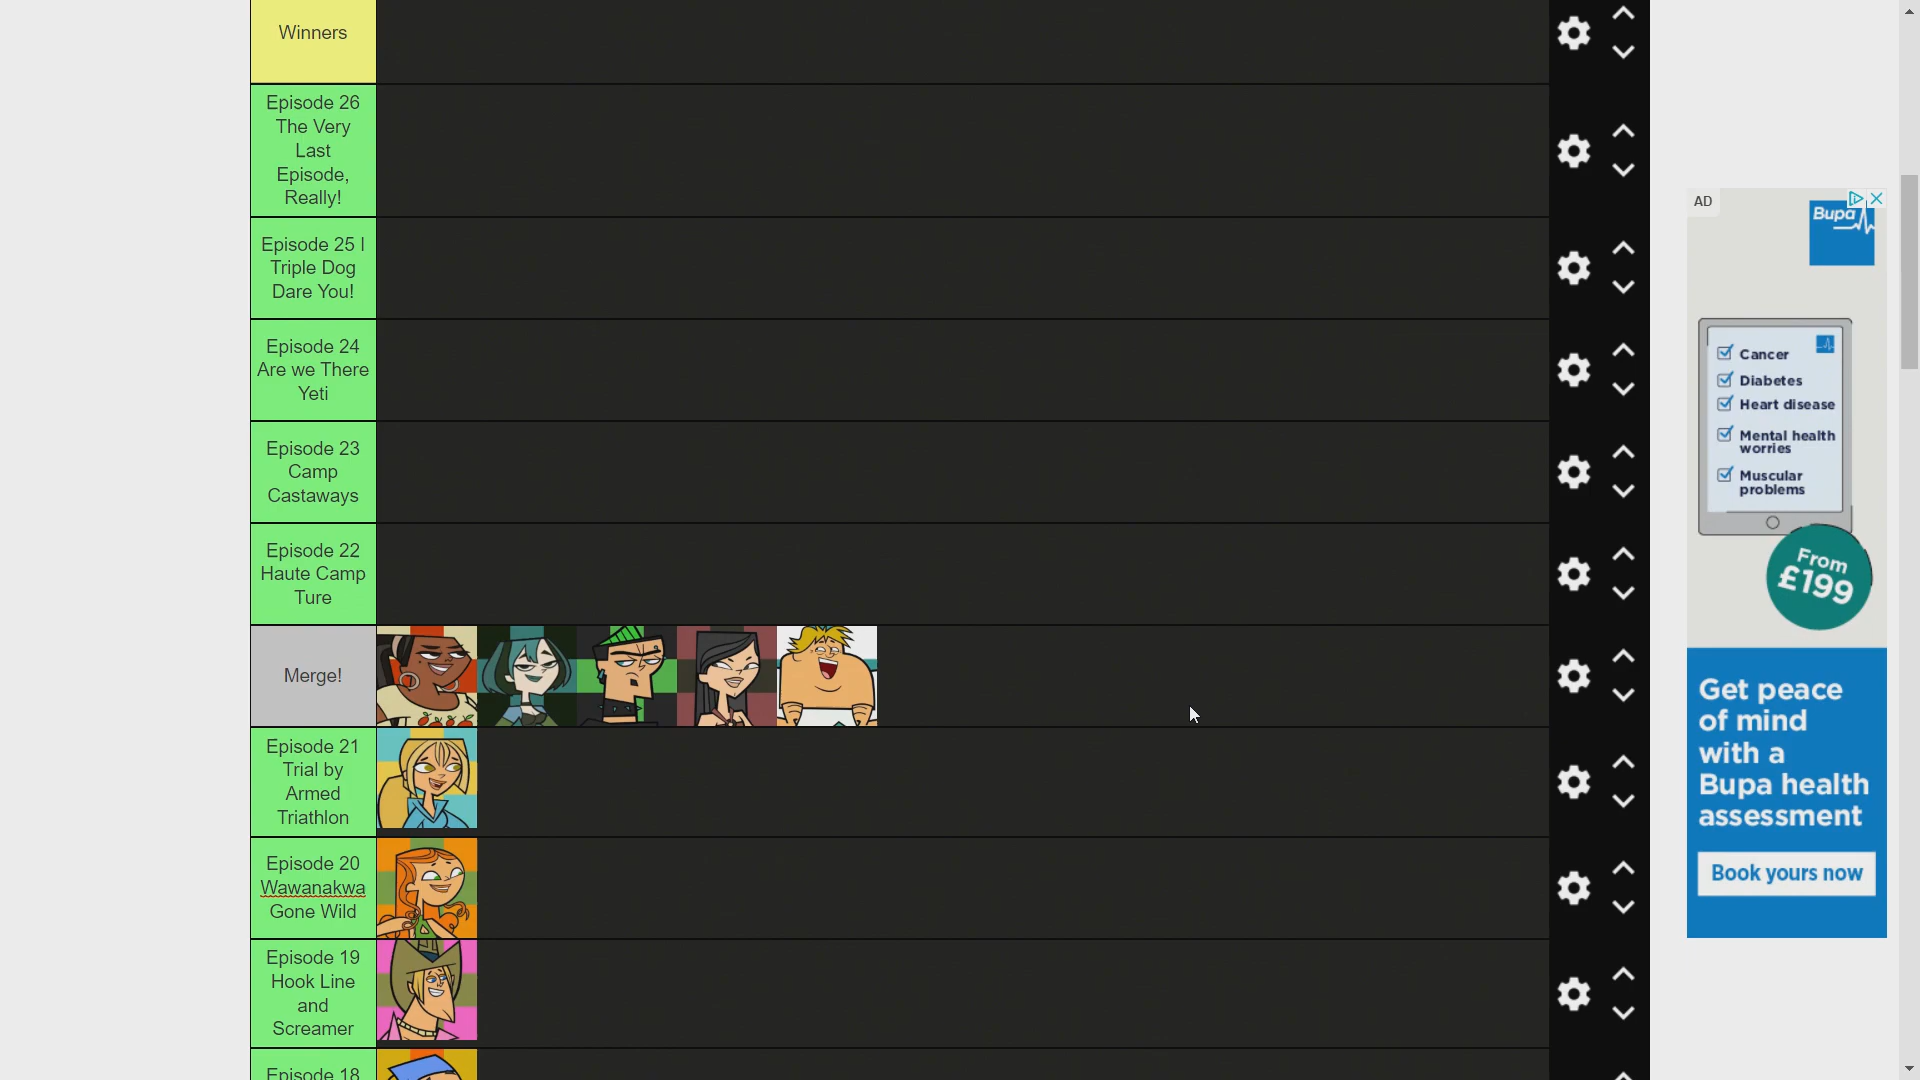 Winners
Episode 26
The Very
Last
Episode,
Really!
Episode 25 I
Triple Dog
Dare You!
Episode 24
Are we There
Yeti
Episode 23
Camp
Castaways
Episode 22
Haute Camp
Ture
Merge!
Episode 21
Trial by
Armed
Triathlon
Episode 20
Wawanakwa
Gone Wild
Episode 19
Hook Line
and
Screamer
Episode 18
AD
Bupa
Cancer
Diabetes
Heart disease
Mental health
worries
Muscular
problems
From
£199
Get peace
of mind
with a
Bupa health
assessment
Book yours now